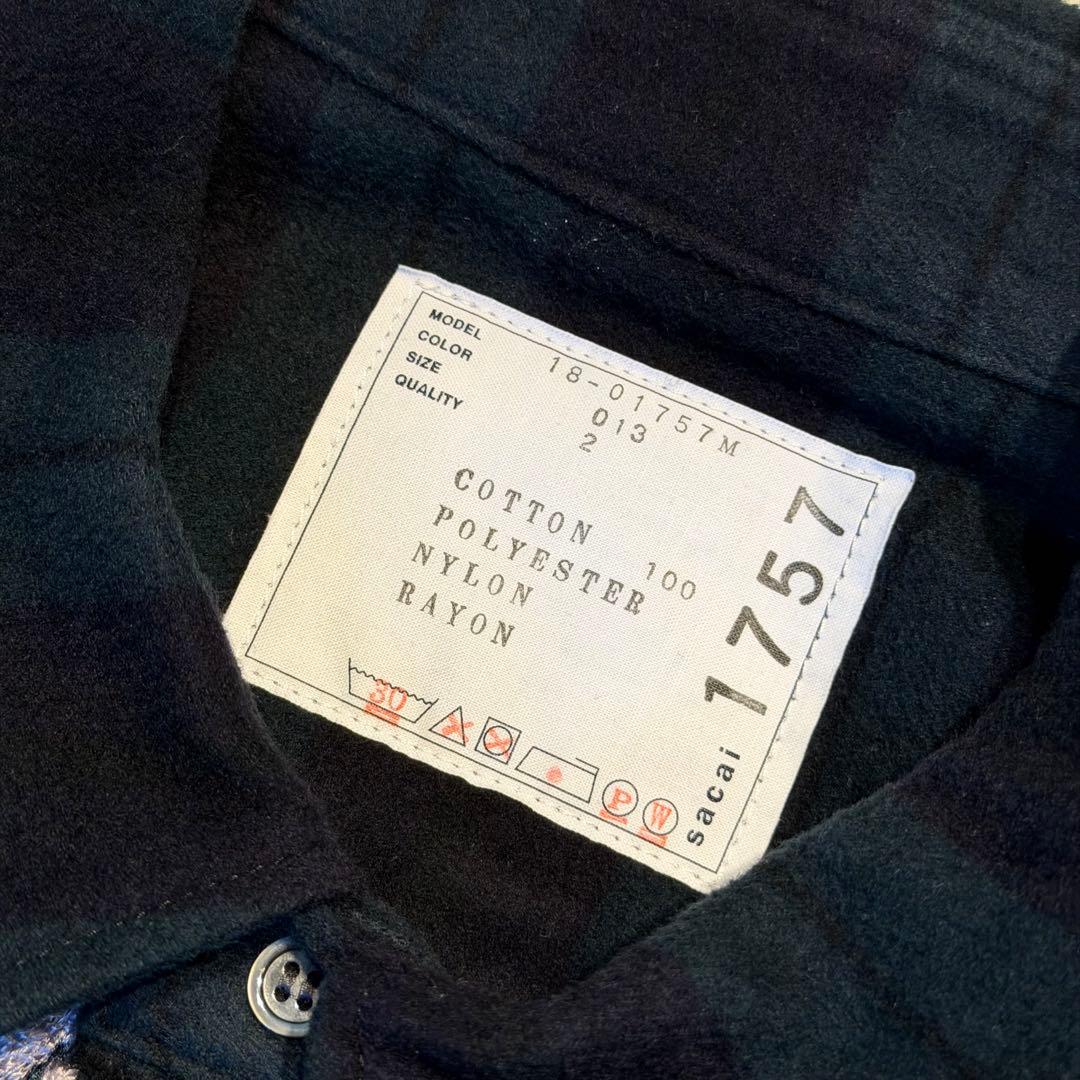 MODEL 18-01757M
COLOR 013
SIZE 2
QUALITY
COTTON
POLYESTER 100
NYLON
RAYON
30
P W
sacai 1757